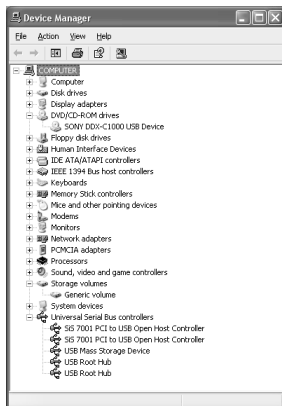 Device Manager
File Action View Help
COMPUTER
Computer
Disk drives
Display adapters
DVD/CD-ROM drives
SONY DDX-C1000 USB Device
Floppy disk drives
Human Interface Devices
IDE ATA/ATAPI controllers
IEEE 1394 Bus host controllers
Keyboards
Memory Stick controllers
Mice and other pointing devices
Modems
Monitors
Network adapters
PCMCIA adapters
Processors
Sound, video and game controllers
Storage volumes
Generic volume
System devices
Universal Serial Bus controllers
SiS 7001 PCI to USB Open Host Controller
SiS 7001 PCI to USB Open Host Controller
USB Mass Storage Device
USB Root Hub
USB Root Hub